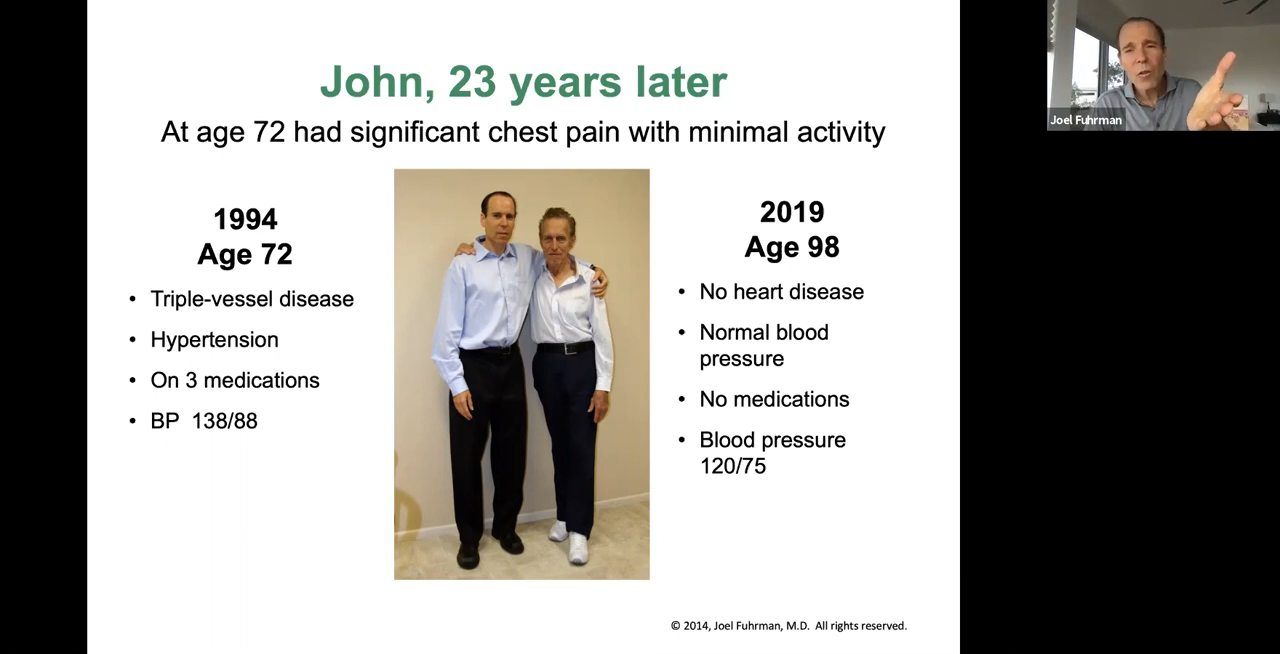 John, 23 years later
At age 72 had significant chest pain with minimal activity
1994
Age 72
• Triple-vessel disease
• Hypertension
• On 3 medications
• BP 138/88
2019
Age 98
• No heart disease
• Normal blood
pressure
• No medications
• Blood pressure
120/75
© 2014, Joel Fuhrman, M.D. All rights reserved.
Joel Fuhrman